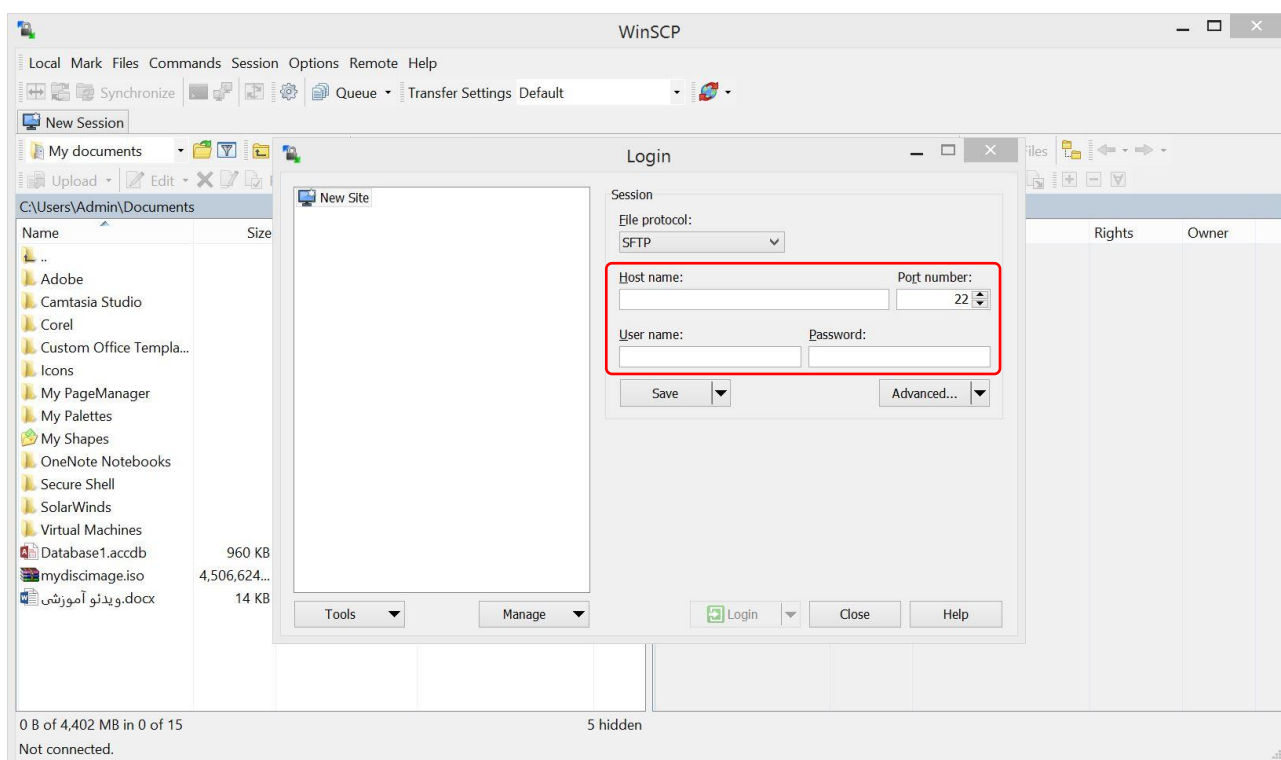 WinSCP
Local Mark Files Commands Session Options Remote Help
Synchronize Queue Transfer Settings Default
New Session
My documents
Upload Edit
C:\Users\Admin\Documents
Name Size
..
Adobe
Camtasia Studio
Corel
Custom Office Templa...
Icons
My PageManager
My Palettes
My Shapes
OneNote Notebooks
Secure Shell
SolarWinds
Virtual Machines
Database1.accdb 960 KB
mydiscimage.iso 4,506,624...
ویدئو آموزشی.docx 14 KB
Login
New Site
Session
File protocol:
SFTP
Host name: Port number:
22
User name: Password:
Save Advanced...
Tools Manage Login Close Help
iles
Rights Owner
0 B of 4,402 MB in 0 of 15 5 hidden
Not connected.